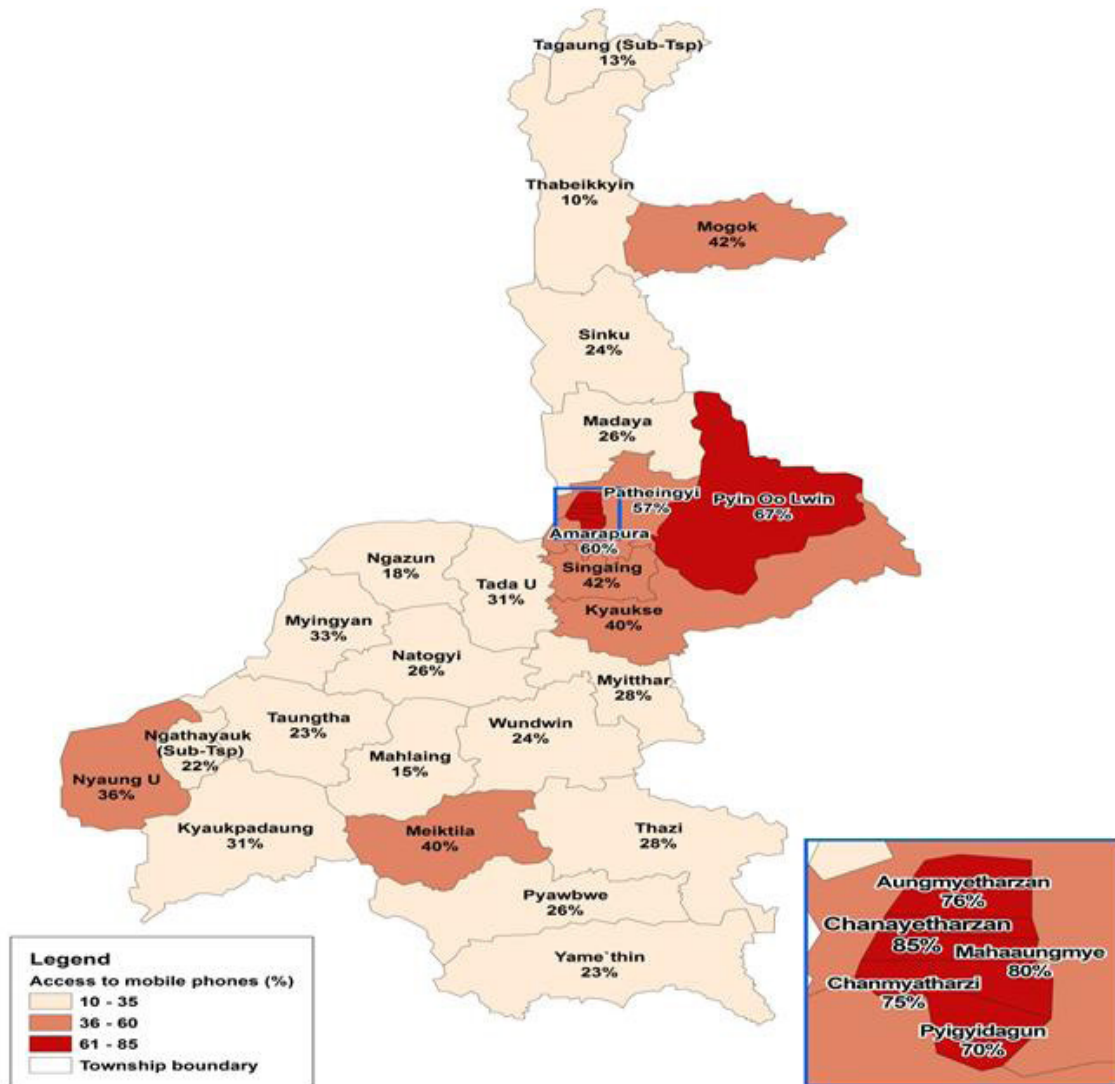 Tagaung (Sub-Tsp)
13%
Thabeikkyin
10%
Mogok
42%
Sinku
24%
Madaya
26%
Patheingyi
57%
Pyin Oo Lwin
67%
Amarapura
60%
Singaing
42%
Kyaukse
40%
Ngazun
18%
Tada U
31%
Myingyan
33%
Natogyi
26%
Myitthar
28%
Taungtha
23%
Wundwin
24%
Ngathayauk
(Sub-Tsp)
22%
Mahlaing
15%
Nyaung U
36%
Kyaukpadaung
31%
Meiktila
40%
Thazi
28%
Pyawbwe
26%
Yame`thin
23%
Aungmyetharzan
76%
Chanayetharzan
85%
Mahaaungmye
80%
Chanmyatharzi
75%
Pyigyidagun
70%
Legend
Access to mobile phones (%)
10 - 35
36 - 60
61 - 85
Township boundary